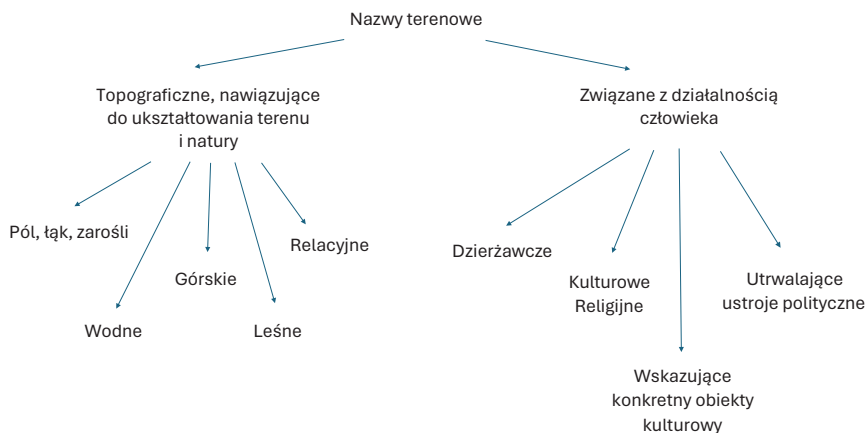 Nazwy terenowe
Topograficzne, nawiązujące
do ukształtowania terenu
i natury
Związane z działalnością
człowieka
Pól, łąk, zarośli
Wodne
Górskie
Leśne
Relacyjne
Dzierżawcze
Kulturowe
Religijne
Wskazujące
konkretny obiekty
kulturowy
Utrwalające
ustroje polityczne